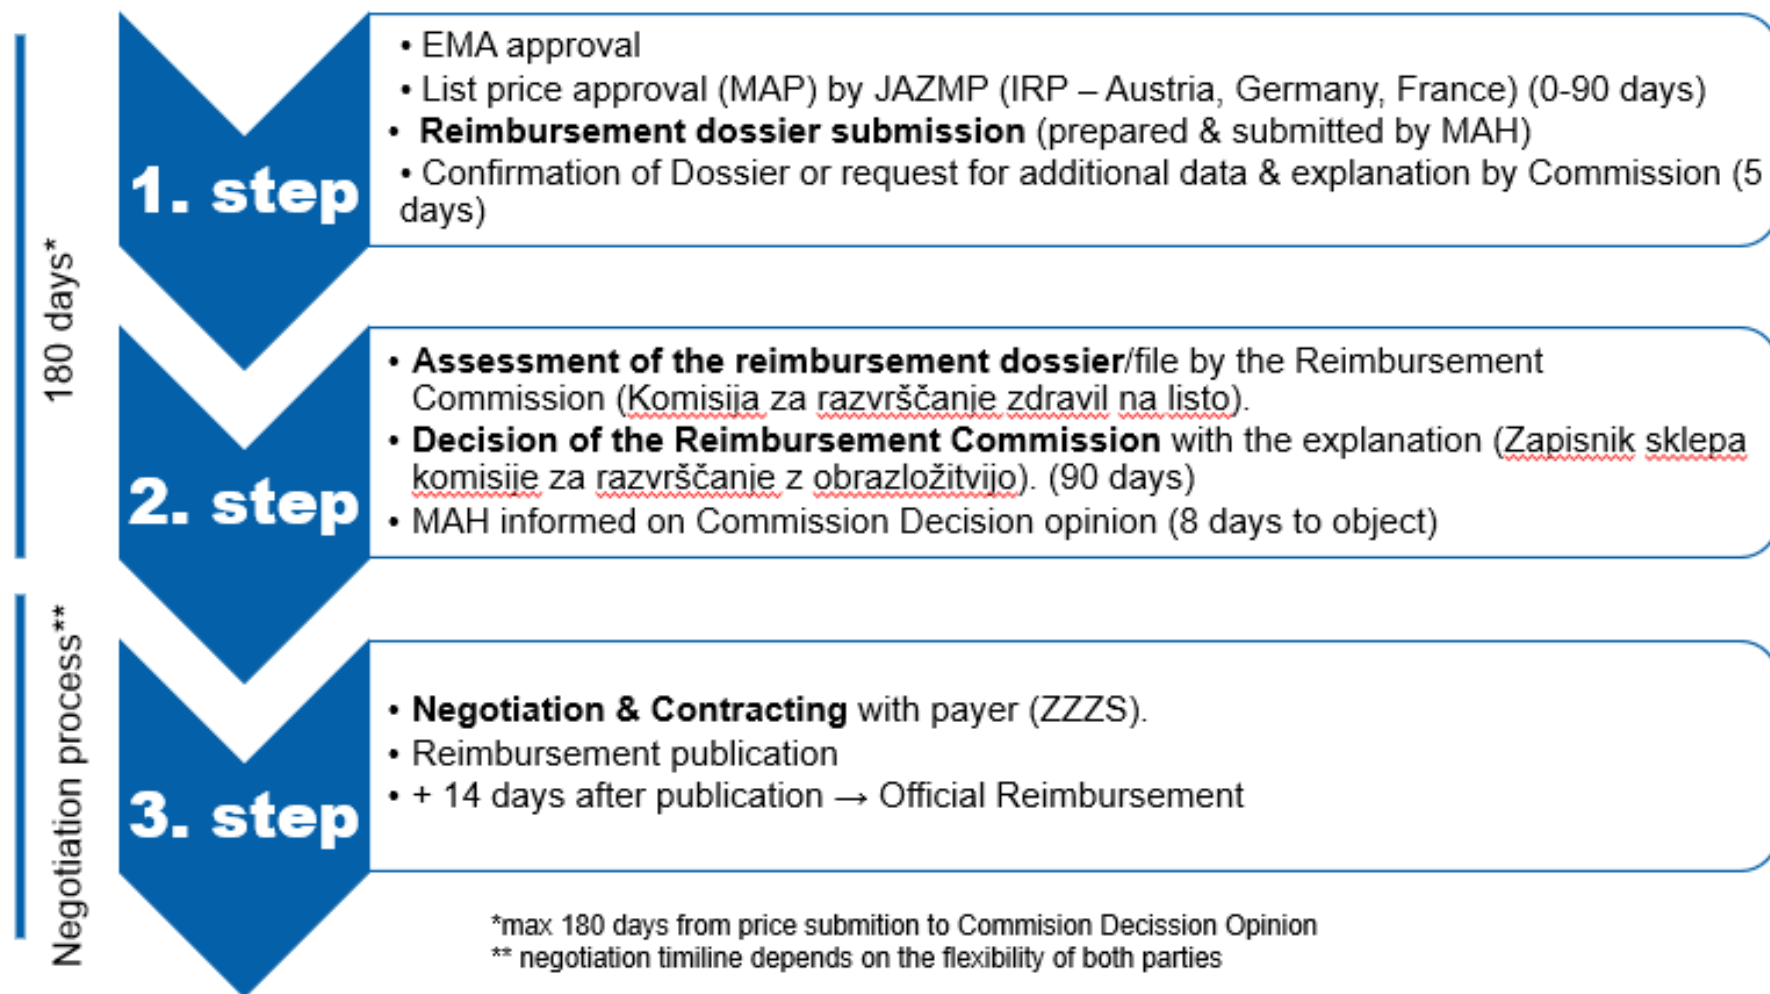 180 days*
1. step
• EMA approval
• List price approval (MAP) by JAZMP (IRP – Austria, Germany, France) (0-90 days)
• Reimbursement dossier submission (prepared & submitted by MAH)
• Confirmation of Dossier or request for additional data & explanation by Commission (5
days)
2. step
• Assessment of the reimbursement dossier/file by the Reimbursement
Commission (Komisija za razvrščanje zdravil na listo).
• Decision of the Reimbursement Commission with the explanation (Zapisnik sklepa
komisije za razvrščanje z obrazložitvijo). (90 days)
• MAH informed on Commission Decision opinion (8 days to object)
Negotiation process**
3. step
• Negotiation & Contracting with payer (ZZZS).
• Reimbursement publication
• + 14 days after publication → Official Reimbursement
*max 180 days from price submition to Commision Decission Opinion
** negotiation timiline depends on the flexibility of both parties